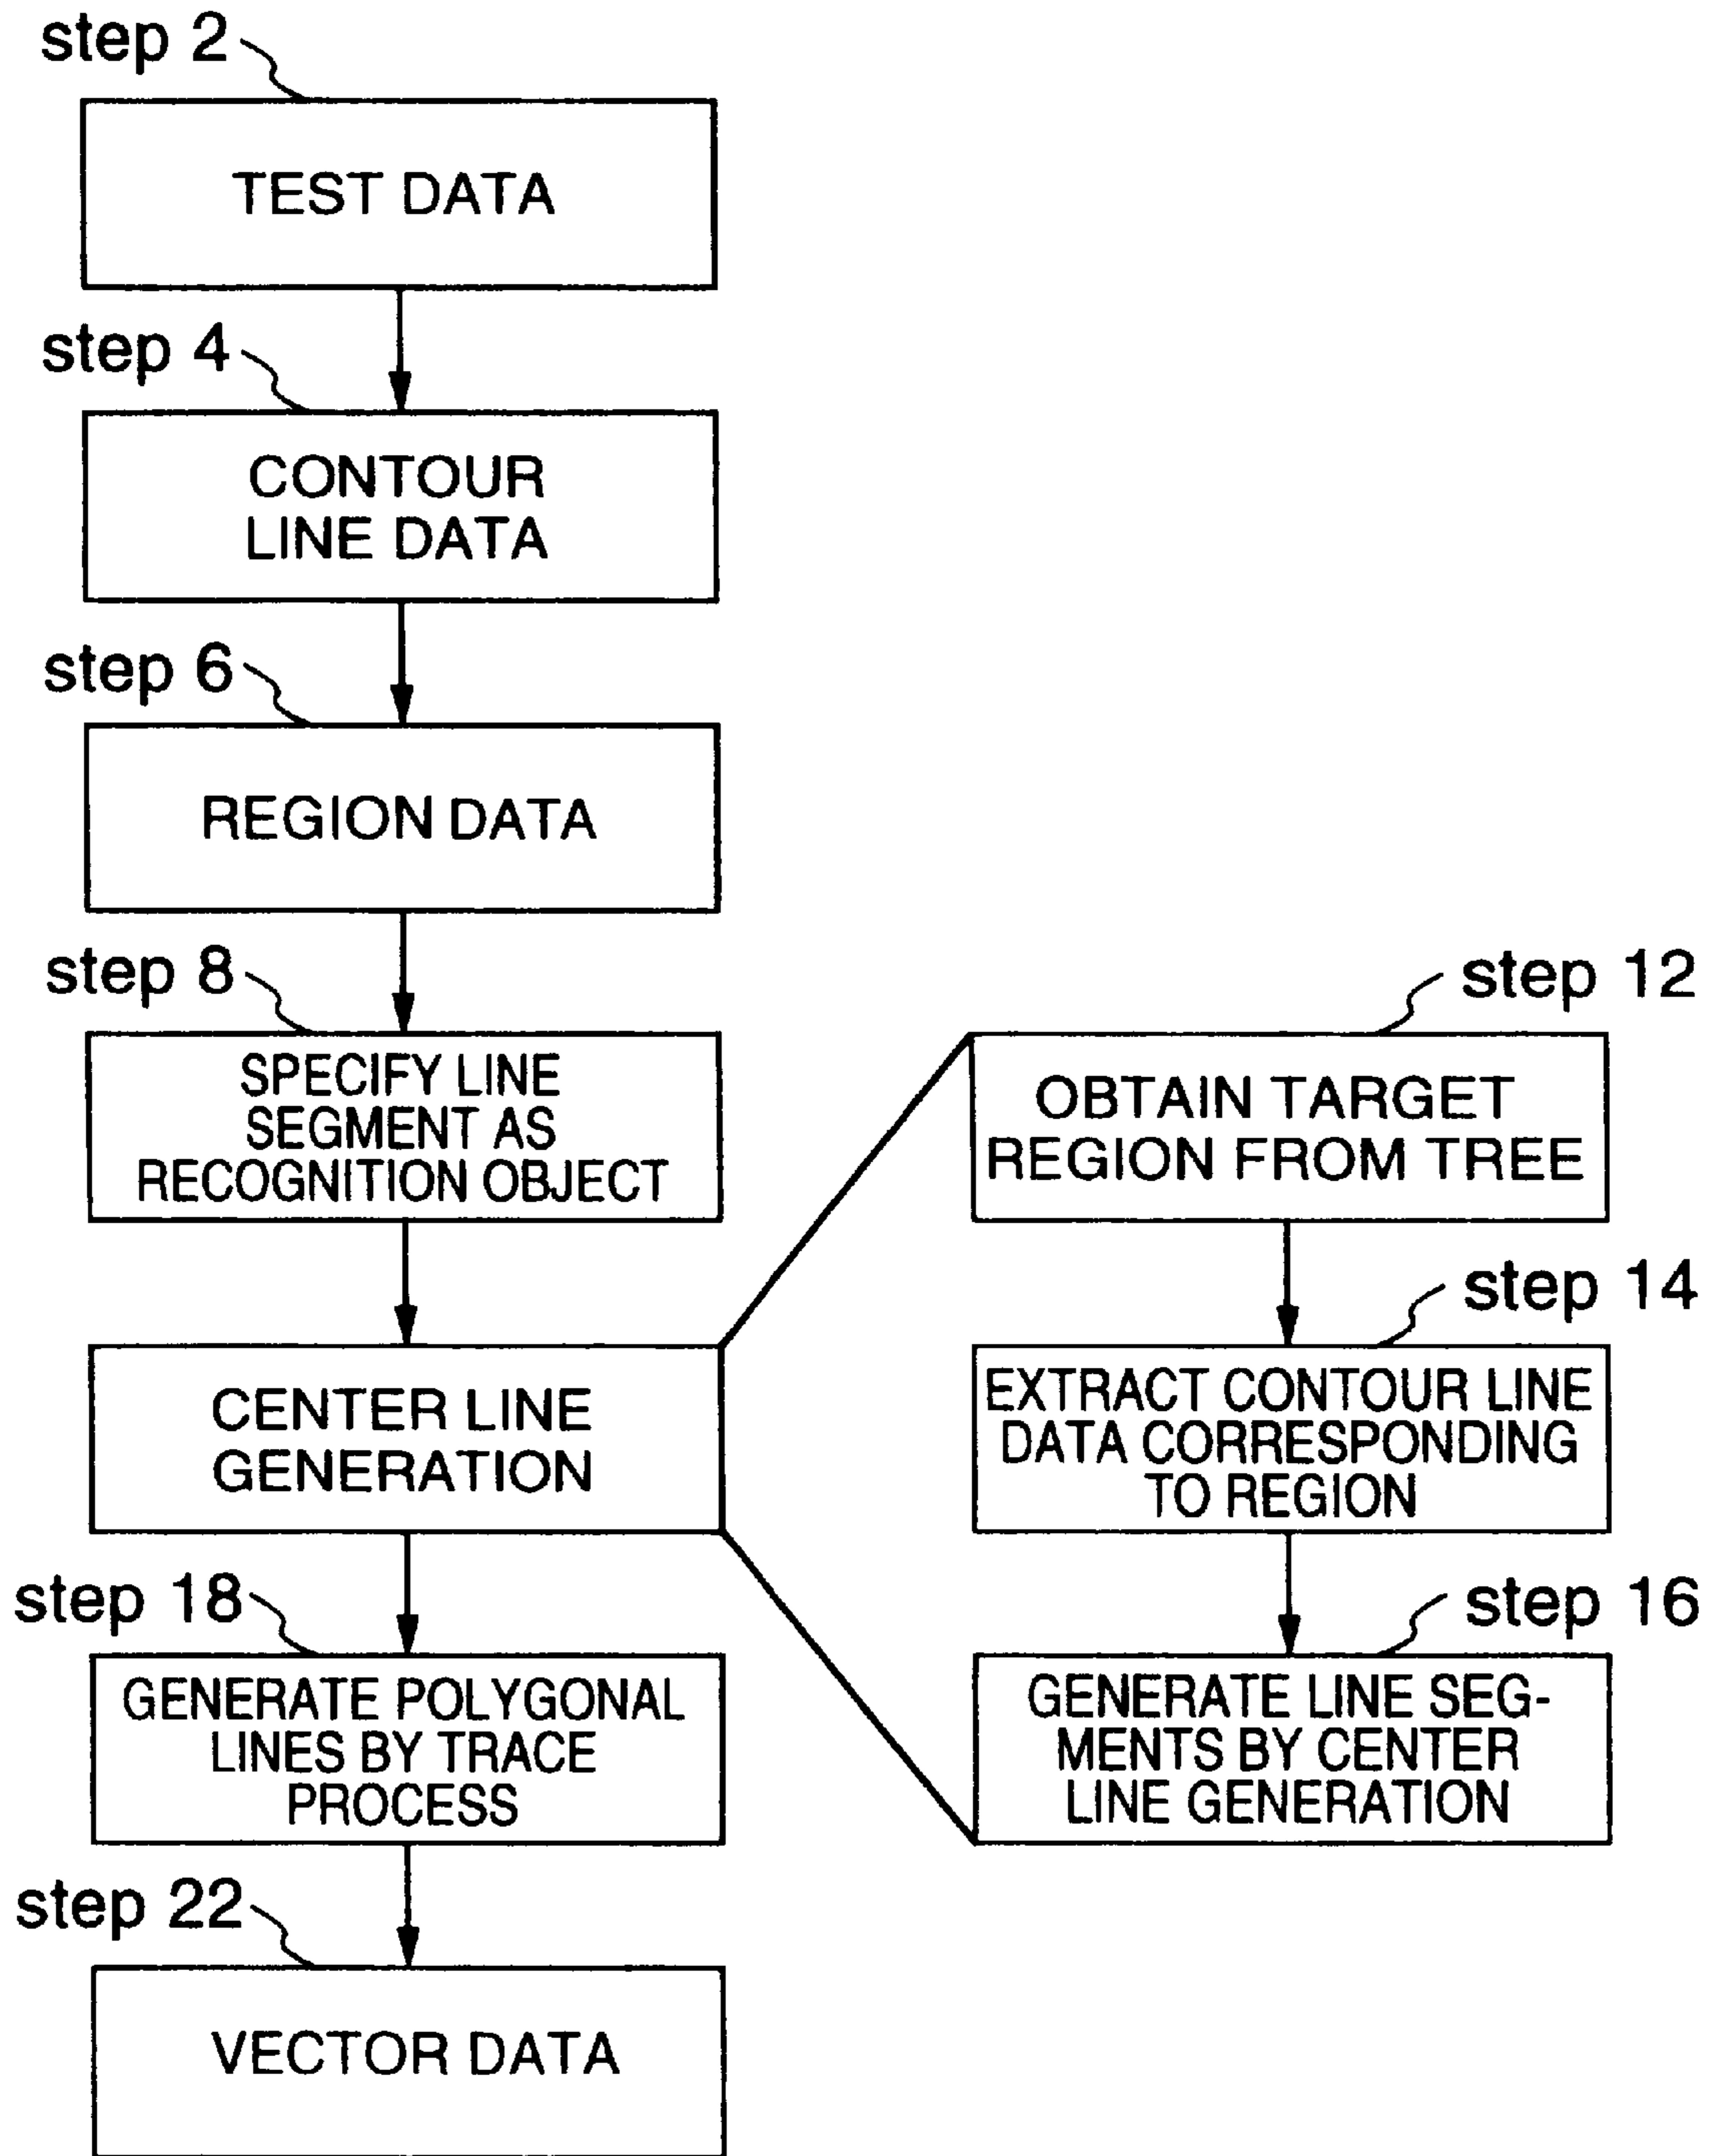 step 2
TEST DATA
step 4
CONTOUR
LINE DATA
step 6
REGION DATA
step 8
SPECIFY LINE
SEGMENT AS
RECOGNITION OBJECT
CENTER LINE
GENERATION
step 12
OBTAIN TARGET
REGION FROM TREE
step 14
EXTRACT CONTOUR LINE
DATA CORRESPONDING
TO REGION
step 16
GENERATE LINE SEG-
MENTS BY CENTER
LINE GENERATION
step 18
GENERATE POLYGONAL
LINES BY TRACE
PROCESS
step 22
VECTOR DATA